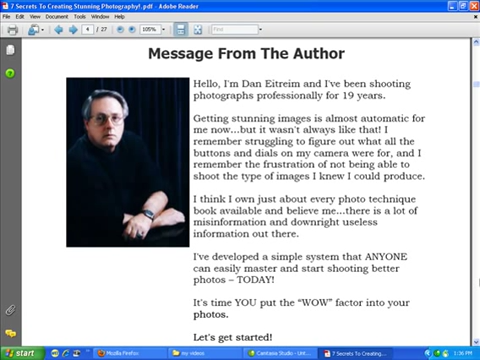 7 Secrets To Creating Stunning Photography!.pdf - Adobe Reader
File Edit View Document Tools Window Help
4 / 27 105% Find
Message From The Author
Hello, I'm Dan Eitreim and I've been shooting
photographs professionally for 19 years.
Getting stunning images is almost automatic for
me now...but it wasn't always like that! I
remember struggling to figure out what all the
buttons and dials on my camera were for, and I
remember the frustration of not being able to
shoot the type of images I knew I could produce.
I think I own just about every photo technique
book available and believe me...there is a lot of
misinformation and downright useless
information out there.
I've developed a simple system that ANYONE
can easily master and start shooting better
photos – TODAY!
It's time YOU put the “WOW” factor into your
photos.
Let's get started!
start Mozilla Firefox my videos Camtasia Studio - Unt... 7 Secrets To Creating... 1:36 PM